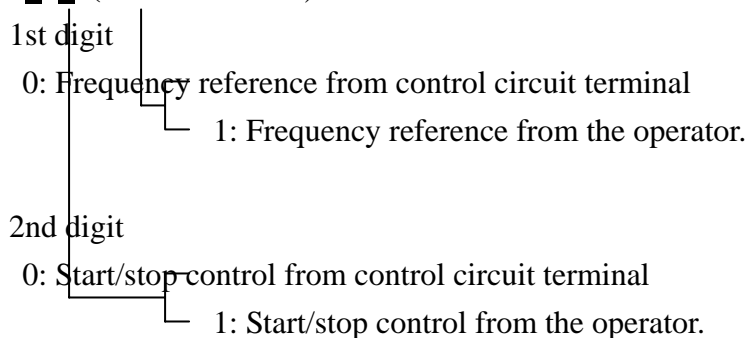 1st digit
0: Frequency reference from control circuit terminal
1: Frequency reference from the operator.
2nd digit
0: Start/stop control from control circuit terminal
1: Start/stop control from the operator.